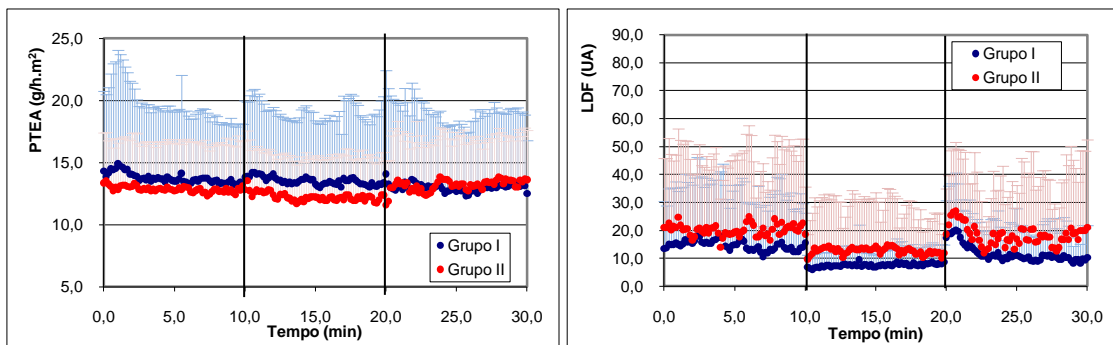 25,0
20,0
15,0
10,0
5,0
PTEA (g/h.m²)
Grupo I
Grupo II
0,0 5,0 10,0 15,0 20,0 25,0 30,0
Tempo (min)
90,0
80,0
70,0
60,0
50,0
40,0
30,0
20,0
10,0
0,0
LDF (UA)
Grupo I
Grupo II
0,0 5,0 10,0 15,0 20,0 25,0 30,0
Tempo (min)